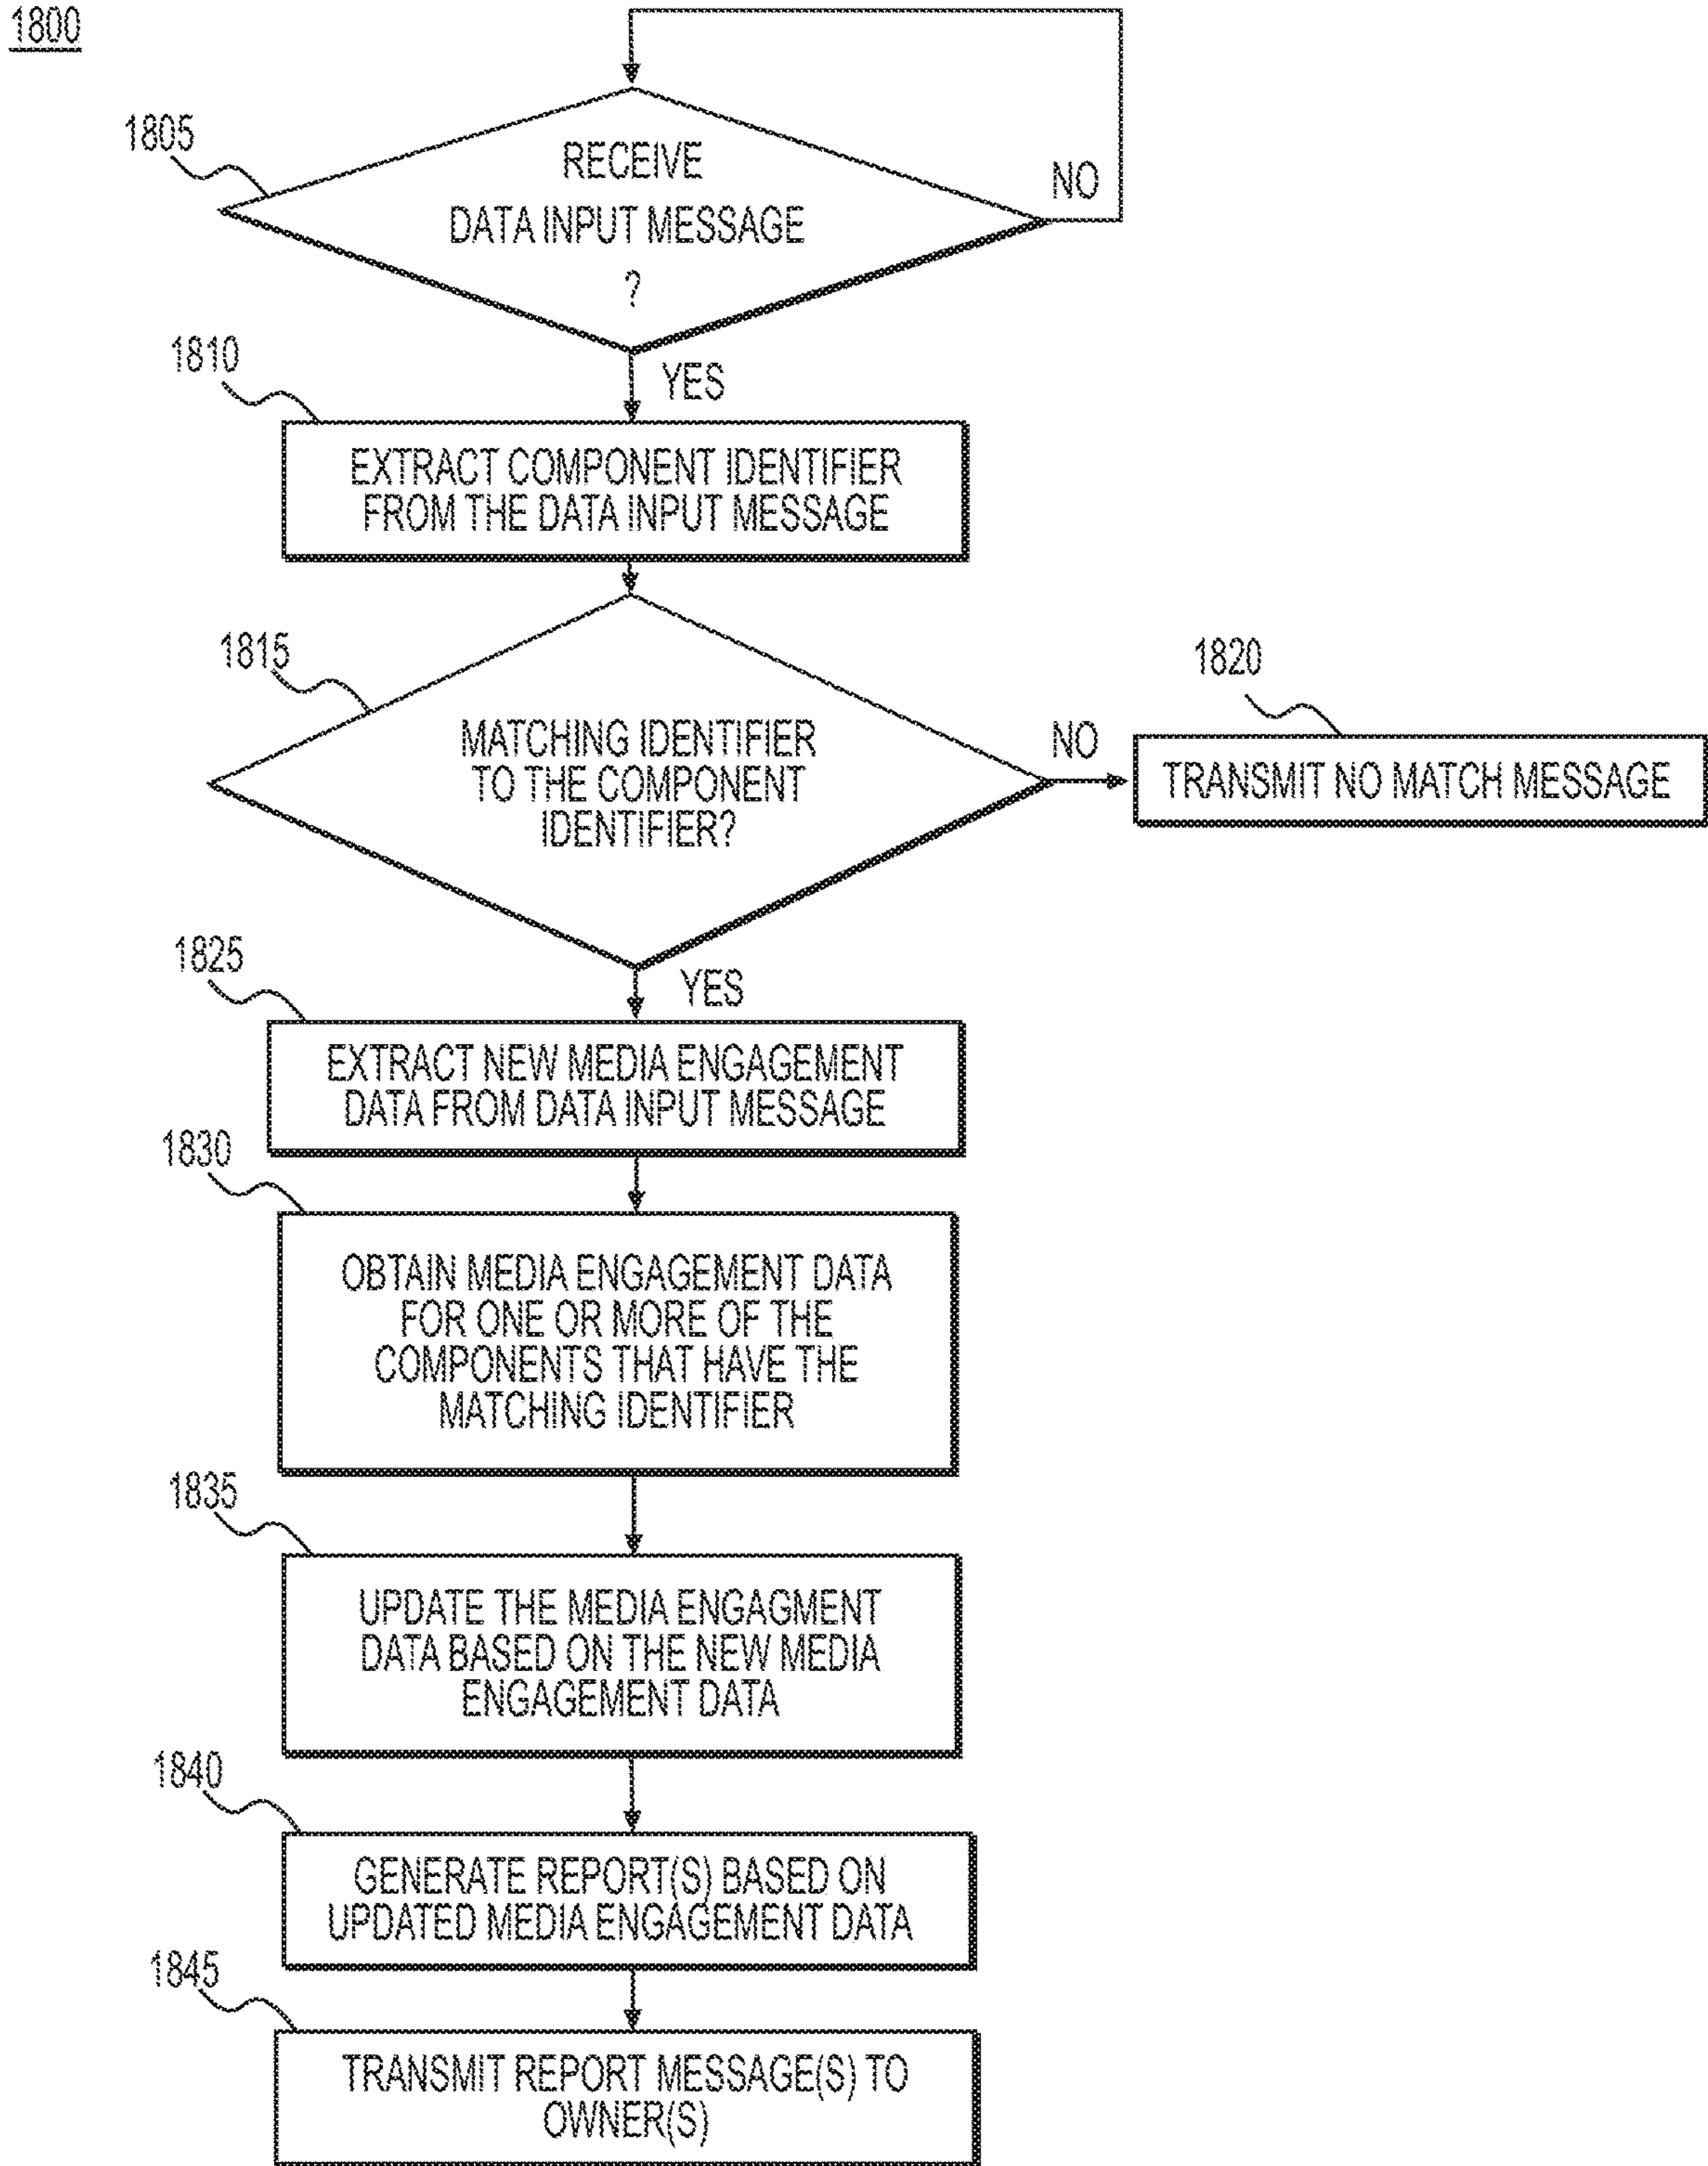 1800
1805
RECEIVE
DATA INPUT MESSAGE
?
NO
YES
1810
EXTRACT COMPONENT IDENTIFIER
FROM THE DATA INPUT MESSAGE
1815
MATCHING IDENTIFIER
TO THE COMPONENT
IDENTIFIER?
NO
1820
TRANSMIT NO MATCH MESSAGE
YES
1825
EXTRACT NEW MEDIA ENGAGEMENT
DATA FROM DATA INPUT MESSAGE
1830
OBTAIN MEDIA ENGAGEMENT DATA
FOR ONE OR MORE OF THE
COMPONENTS THAT HAVE THE
MATCHING IDENTIFIER
1835
UPDATE THE MEDIA ENGAGMENT
DATA BASED ON THE NEW MEDIA
ENGAGEMENT DATA
1840
GENERATE REPORT(S) BASED ON
UPDATED MEDIA ENGAGEMENT DATA
1845
TRANSMIT REPORT MESSAGE(S) TO
OWNER(S)